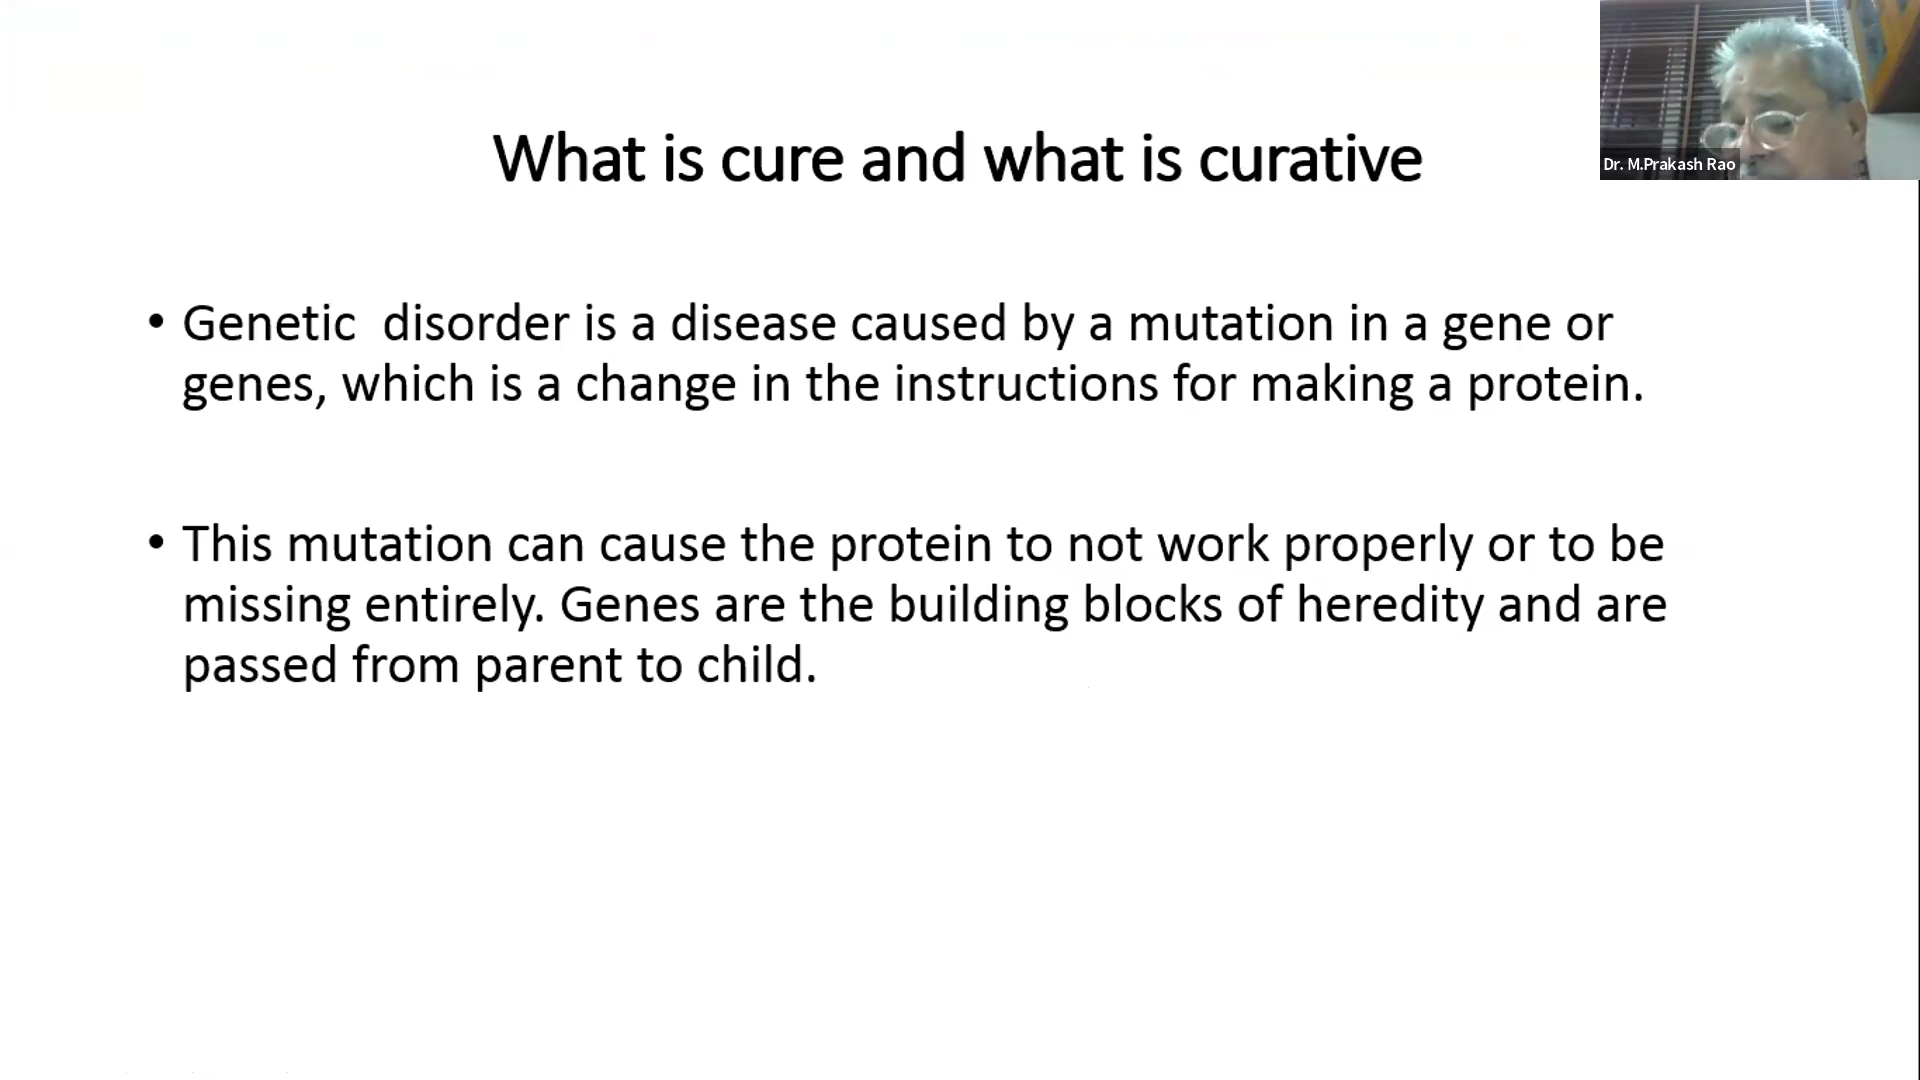 What is cure and what is curative
Dr. M.Prakash Rao
• Genetic  disorder is a disease caused by a mutation in a gene or
genes, which is a change in the instructions for making a protein.
• This mutation can cause the protein to not work properly or to be
missing entirely. Genes are the building blocks of heredity and are
passed from parent to child.